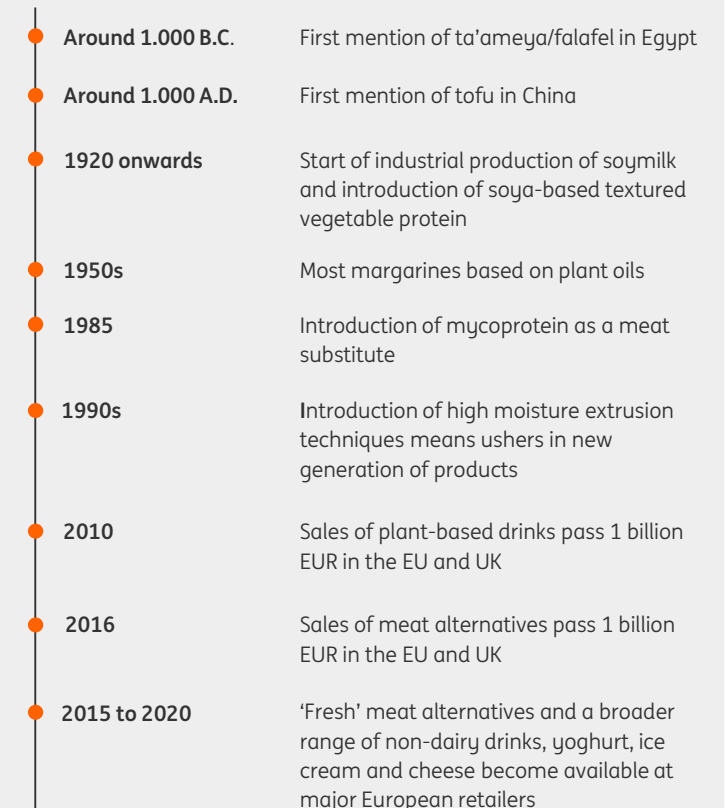 Around 1.000 B.C. First mention of ta'ameya/falafel in Egypt
Around 1.000 A.D. First mention of tofu in China
1920 onwards Start of industrial production of soymilk
and introduction of soya-based textured
vegetable protein
1950s Most margarines based on plant oils
1985 Introduction of mycoprotein as a meat
substitute
1990s Introduction of high moisture extrusion
techniques means ushers in new
generation of products
2010 Sales of plant-based drinks pass 1 billion
EUR in the EU and UK
2016 Sales of meat alternatives pass 1 billion
EUR in the EU and UK
2015 to 2020 ‘Fresh’ meat alternatives and a broader
range of non-dairy drinks, yoghurt, ice
cream and cheese become available at
major European retailers